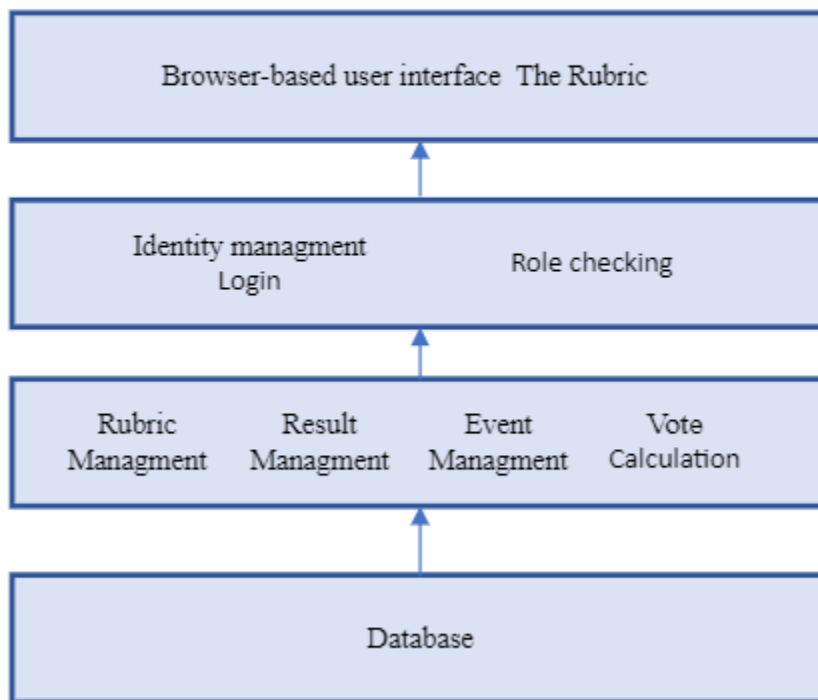 Browser-based user interface The Rubric
Identity managment
Login
Role checking
Rubric
Managment
Result
Managment
Event
Managment
Vote
Calculation
Database